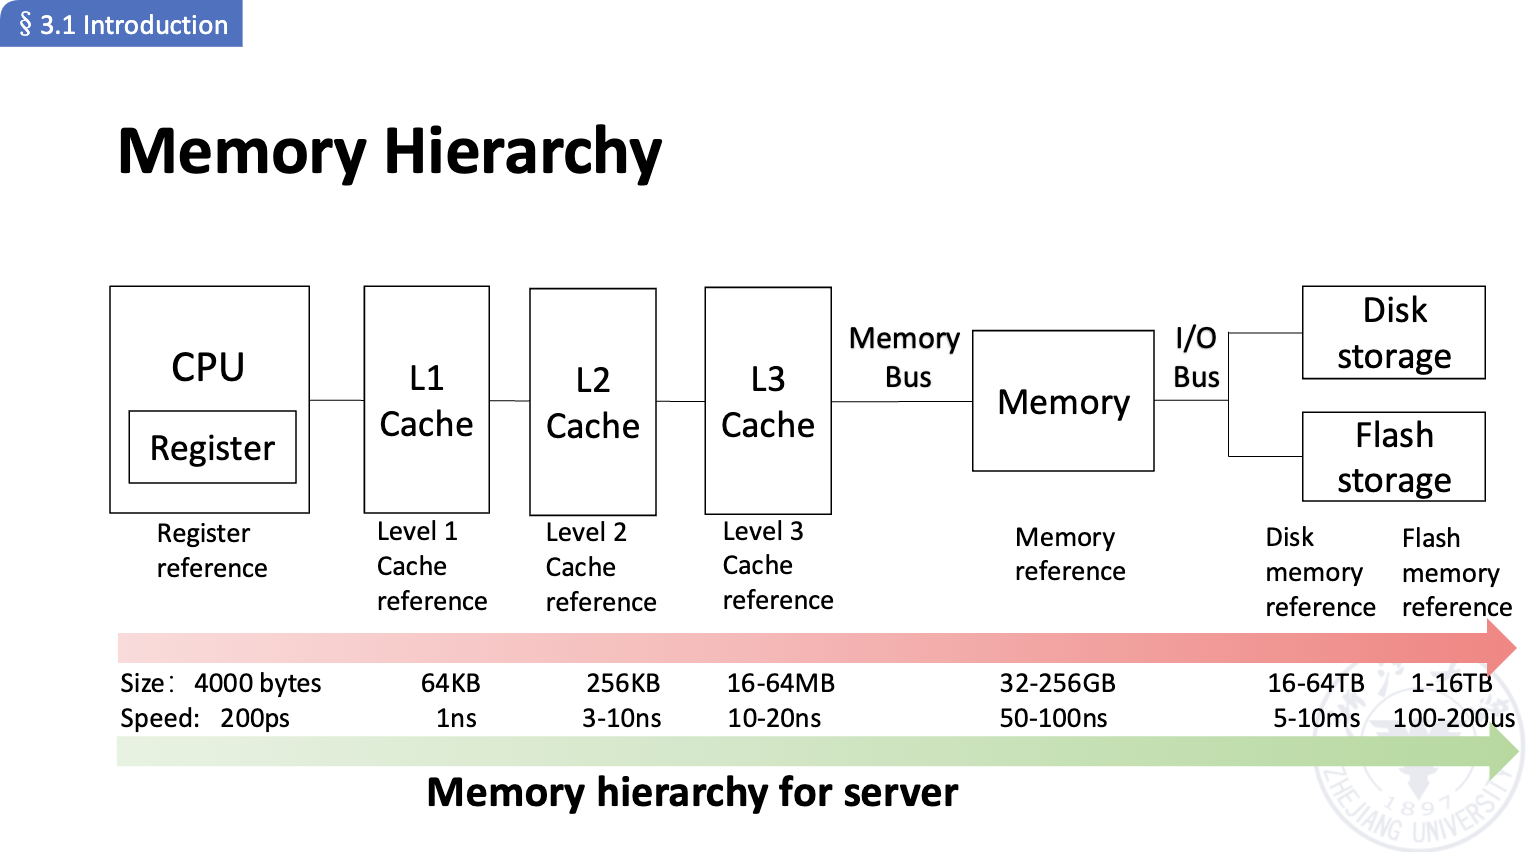 § 3.1 Introduction
Memory Hierarchy
CPU
Register
L1
Cache
L2
Cache
L3
Cache
Memory
Bus
Memory
I/O
Bus
Disk
storage
Flash
storage
Register
reference
Level 1
Cache
reference
Level 2
Cache
reference
Level 3
Cache
reference
Memory
reference
Disk
memory
reference
Flash
memory
reference
Size： 4000 bytes 64KB 256KB 16-64MB 32-256GB 16-64TB 1-16TB
Speed: 200ps 1ns 3-10ns 10-20ns 50-100ns 5-10ms 100-200us
Memory hierarchy for server
1897
ZHEJIANG UNIVERSITY